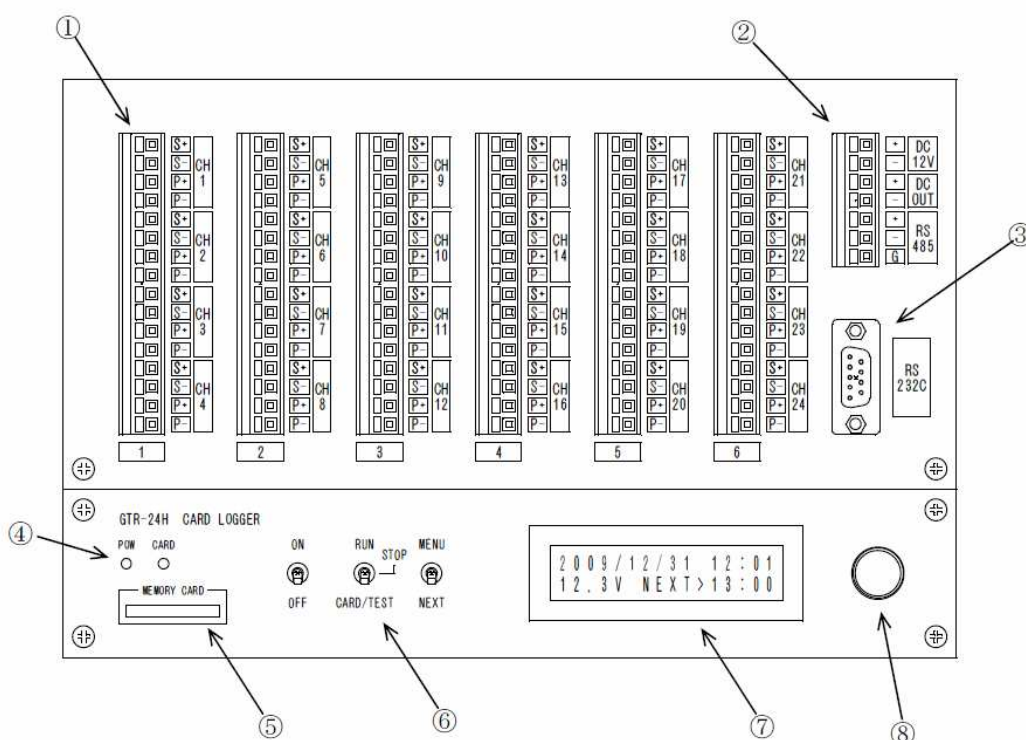 ①
②
③
S+ S- P+ P- CH 1
S+ S- P+ P- CH 2
S+ S- P+ P- CH 3
S+ S- P+ P- CH 4
1
S+ S- P+ P- CH 5
S+ S- P+ P- CH 6
S+ S- P+ P- CH 7
S+ S- P+ P- CH 8
2
S+ S- P+ P- CH 9
S+ S- P+ P- CH 10
S+ S- P+ P- CH 11
S+ S- P+ P- CH 12
3
S+ S- P+ P- CH 13
S+ S- P+ P- CH 14
S+ S- P+ P- CH 15
S+ S- P+ P- CH 16
4
S+ S- P+ P- CH 17
S+ S- P+ P- CH 18
S+ S- P+ P- CH 19
S+ S- P+ P- CH 20
5
S+ S- P+ P- CH 21
S+ S- P+ P- CH 22
S+ S- P+ P- CH 23
S+ S- P+ P- CH 24
6
+ - DC 12V
+ - DC OUT
+ - G RS 485
RS 232C
④
GTR-24H CARD LOGGER
POW CARD
MEMORY CARD
ON
OFF
RUN
STOP
CARD/TEST
MENU
NEXT
2009/12/31 12:01
12.3V NEXT>13:00
⑤
⑥
⑦
⑧